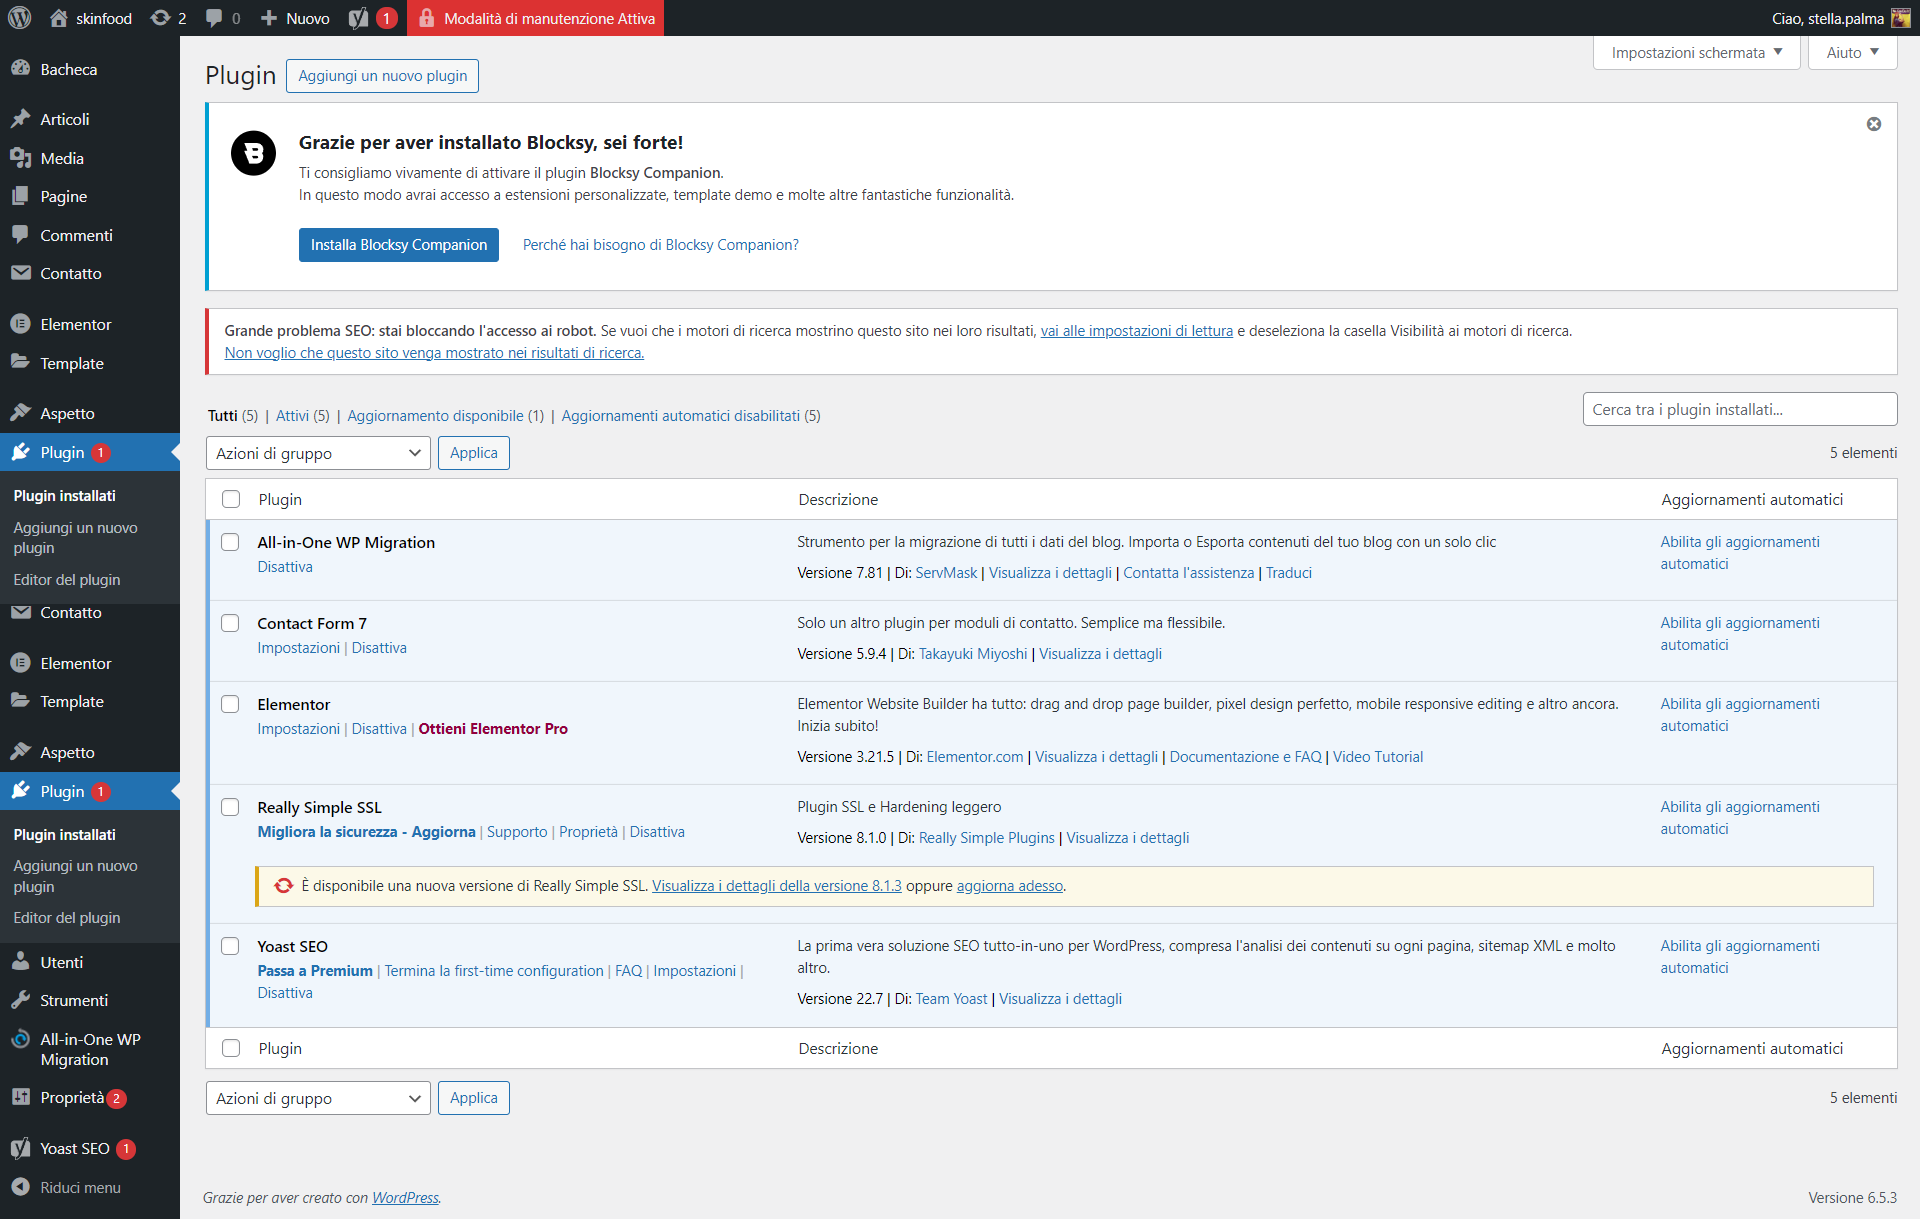 skinfood 2 0 Nuovo 1 Modalità di manutenzione Attiva Ciao, stella.palma
Impostazioni schermata Aiuto
Bacheca
Articoli
Media
Pagine
Commenti
Contatto
Elementor
Template
Aspetto
Plugin 1
Plugin installati
Aggiungi un nuovo
plugin
Editor del plugin
Contatto
Elementor
Template
Aspetto
Plugin 1
Plugin installati
Aggiungi un nuovo
plugin
Editor del plugin
Utenti
Strumenti
All-in-One WP
Migration
Proprietà 2
Yoast SEO 1
Riduci menu
Plugin Aggiungi un nuovo plugin
Grazie per aver installato Blocksy, sei forte!
Ti consigliamo vivamente di attivare il plugin Blocksy Companion.
In questo modo avrai accesso a estensioni personalizzate, template demo e molte altre fantastiche funzionalità.
Installa Blocksy Companion Perché hai bisogno di Blocksy Companion?
Grande problema SEO: stai bloccando l'accesso ai robot. Se vuoi che i motori di ricerca mostrino questo sito nei loro risultati, vai alle impostazioni di lettura e deseleziona la casella Visibilità ai motori di ricerca.
Non voglio che questo sito venga mostrato nei risultati di ricerca.
Tutti (5) | Attivi (5) | Aggiornamento disponibile (1) | Aggiornamenti automatici disabilitati (5)
Cerca tra i plugin installati...
Azioni di gruppo Applica 5 elementi
Plugin Descrizione Aggiornamenti automatici
All-in-One WP Migration
Disattiva
Strumento per la migrazione di tutti i dati del blog. Importa o Esporta contenuti del tuo blog con un solo clic
Versione 7.81 | Di: ServMask | Visualizza i dettagli | Contatta l'assistenza | Traduci
Abilita gli aggiornamenti
automatici
Contact Form 7
Impostazioni | Disattiva
Solo un altro plugin per moduli di contatto. Semplice ma flessibile.
Versione 5.9.4 | Di: Takayuki Miyoshi | Visualizza i dettagli
Abilita gli aggiornamenti
automatici
Elementor
Impostazioni | Disattiva | Ottieni Elementor Pro
Elementor Website Builder ha tutto: drag and drop page builder, pixel design perfetto, mobile responsive editing e altro ancora.
Inizia subito!
Versione 3.21.5 | Di: Elementor.com | Visualizza i dettagli | Documentazione e FAQ | Video Tutorial
Abilita gli aggiornamenti
automatici
Really Simple SSL
Migliora la sicurezza - Aggiorna | Supporto | Proprietà | Disattiva
Plugin SSL e Hardening leggero
Versione 8.1.0 | Di: Really Simple Plugins | Visualizza i dettagli
Abilita gli aggiornamenti
automatici
È disponibile una nuova versione di Really Simple SSL. Visualizza i dettagli della versione 8.1.3 oppure aggiorna adesso.
Yoast SEO
Passa a Premium | Termina la first-time configuration | FAQ | Impostazioni |
Disattiva
La prima vera soluzione SEO tutto-in-uno per WordPress, compresa l'analisi dei contenuti su ogni pagina, sitemap XML e molto
altro.
Versione 22.7 | Di: Team Yoast | Visualizza i dettagli
Abilita gli aggiornamenti
automatici
Plugin Descrizione Aggiornamenti automatici
Azioni di gruppo Applica 5 elementi
Grazie per aver creato con WordPress. Versione 6.5.3